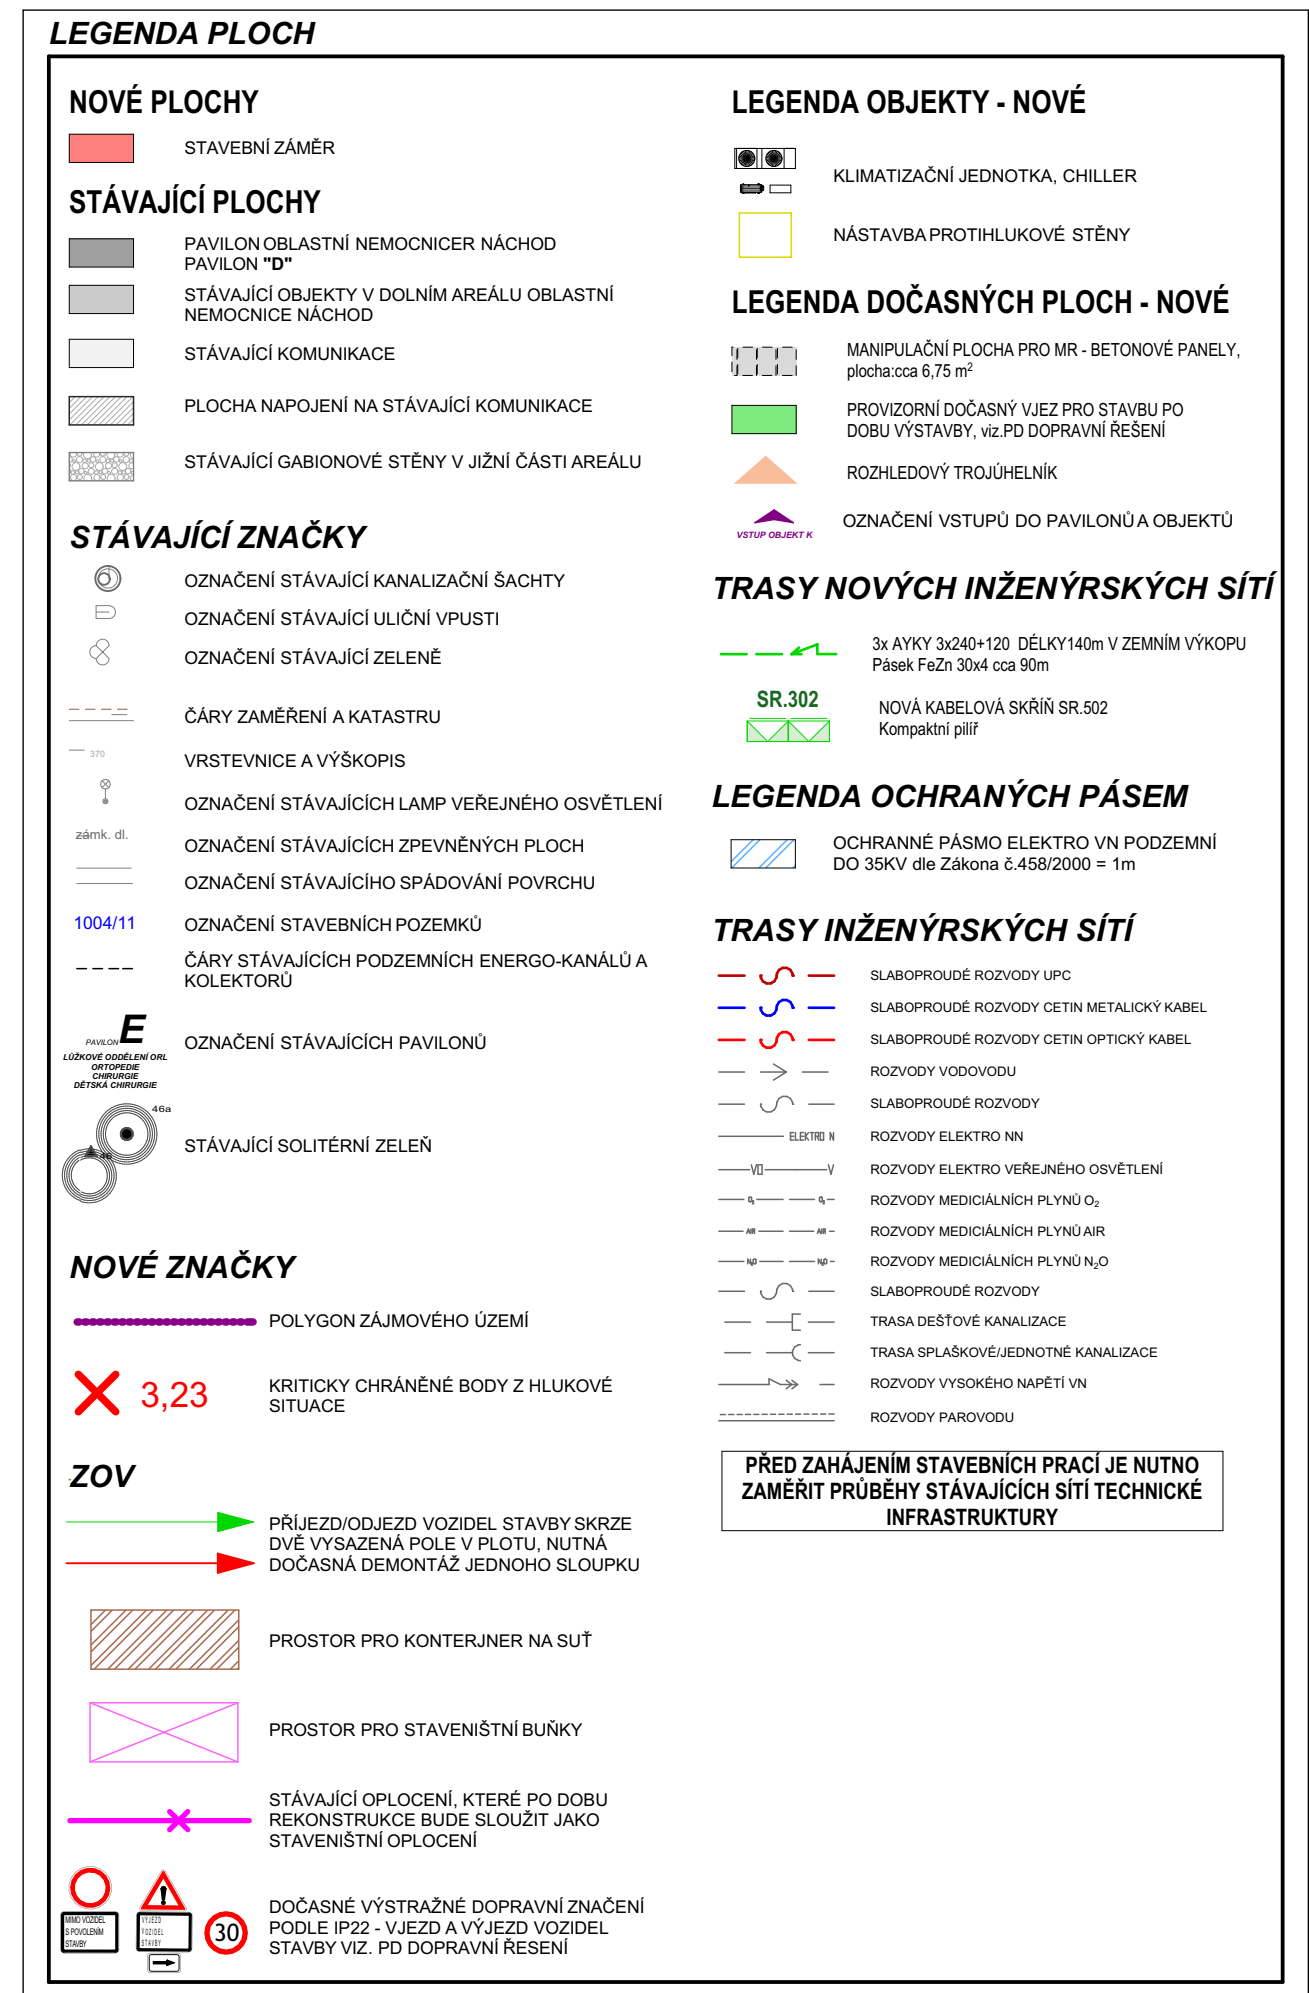 LEGENDA PLOCH
NOVÉ PLOCHY
STAVEBNÍ ZÁMĚR
STÁVAJÍCÍ PLOCHY
PAVILON OBLASTNÍ NEMOCNICER NÁCHOD
PAVILON "D"
STÁVAJÍCÍ OBJEKTY V DOLNÍM AREÁLU OBLASTNÍ
NEMOCNICE NÁCHOD
STÁVAJÍCÍ KOMUNIKACE
PLOCHA NAPOJENÍ NA STÁVAJÍCÍ KOMUNIKACE
STÁVAJÍCÍ GABIONOVÉ STĚNY V JIŽNÍ ČÁSTI AREÁLU
STÁVAJÍCÍ ZNAČKY
OZNAČENÍ STÁVAJÍCÍ KANALIZAČNÍ ŠACHTY
OZNAČENÍ STÁVAJÍCÍ ULIČNÍ VPUSTI
OZNAČENÍ STÁVAJÍCÍ ZELENĚ
ČÁRY ZAMĚŘENÍ A KATASTRU
370
VRSTEVNICE A VÝŠKOPIS
OZNAČENÍ STÁVAJÍCÍCH LAMP VEŘEJNÉHO OSVĚTLENÍ
zámk. dl.
OZNAČENÍ STÁVAJÍCÍCH ZPEVNĚNÝCH PLOCH
OZNAČENÍ STÁVAJÍCÍHO SPÁDOVÁNÍ POVRCHU
1004/11
OZNAČENÍ STAVEBNÍCH POZEMKŮ
ČÁRY STÁVAJÍCÍCH PODZEMNÍCH ENERGO-KANÁLŮ A
KOLEKTORŮ
PAVILON E
LŮŽKOVÉ ODDĚLENÍ ORL
ORTOPEDIE
CHIRURGIE
DĚTSKÁ CHIRURGIE
OZNAČENÍ STÁVAJÍCÍCH PAVILONŮ
46a
46
STÁVAJÍCÍ SOLITÉRNÍ ZELEŇ
NOVÉ ZNAČKY
POLYGON ZÁJMOVÉHO ÚZEMÍ
3,23
KRITICKY CHRÁNĚNÉ BODY Z HLUKOVÉ
SITUACE
ZOV
PŘÍJEZD/ODJEZD VOZIDEL STAVBY SKRZE
DVĚ VYSAZENÁ POLE V PLOTU, NUTNÁ
DOČASNÁ DEMONTÁŽ JEDNOHO SLOUPKU
PROSTOR PRO KONTERJNER NA SUŤ
PROSTOR PRO STAVENIŠTNÍ BUŇKY
STÁVAJÍCÍ OPLOCENÍ, KTERÉ PO DOBU
REKONSTRUKCE BUDE SLOUŽIT JAKO
STAVENIŠTNÍ OPLOCENÍ
MIMO VOZIDEL
S POVOLENÍM
STAVBY
VÝJEZD
VOZIDEL
STAVBY
30
DOČASNÉ VÝSTRAŽNÉ DOPRAVNÍ ZNAČENÍ
PODLE IP22 - VJEZD A VÝJEZD VOZIDEL
STAVBY VIZ. PD DOPRAVNÍ ŘESENÍ
LEGENDA OBJEKTY - NOVÉ
KLIMATIZAČNÍ JEDNOTKA, CHILLER
NÁSTAVBA PROTIHLUKOVÉ STĚNY
LEGENDA DOČASNÝCH PLOCH - NOVÉ
MANIPULAČNÍ PLOCHA PRO MR - BETONOVÉ PANELY,
plocha:cca 6,75 m²
PROVIZORNÍ DOČASNÝ VJEZ PRO STAVBU PO
DOBU VÝSTAVBY, viz.PD DOPRAVNÍ ŘEŠENÍ
ROZHLEDOVÝ TROJÚHELNÍK
VSTUP OBJEKT K
OZNAČENÍ VSTUPŮ DO PAVILONŮ A OBJEKTŮ
TRASY NOVÝCH INŽENÝRSKÝCH SÍTÍ
3x AYKY 3x240+120 DÉLKY140m V ZEMNÍM VÝKOPU
Pásek FeZn 30x4 cca 90m
SR.302
NOVÁ KABELOVÁ SKŘÍŇ SR.502
Kompaktní pilíř
LEGENDA OCHRANÝCH PÁSEM
OCHRANNÉ PÁSMO ELEKTRO VN PODZEMNÍ
DO 35KV dle Zákona č.458/2000 = 1m
TRASY INŽENÝRSKÝCH SÍTÍ
SLABOPROUDÉ ROZVODY UPC
SLABOPROUDÉ ROZVODY CETIN METALICKÝ KABEL
SLABOPROUDÉ ROZVODY CETIN OPTICKÝ KABEL
ROZVODY VODOVODU
SLABOPROUDÉ ROZVODY
ELEKTRO N
ROZVODY ELEKTRO NN
VO V
ROZVODY ELEKTRO VEŘEJNÉHO OSVĚTLENÍ
O₂ O₂
ROZVODY MEDICIÁLNÍCH PLYNŮ O₂
AIR AIR
ROZVODY MEDICIÁLNÍCH PLYNŮ AIR
N₂O N₂O
ROZVODY MEDICIÁLNÍCH PLYNŮ N₂O
SLABOPROUDÉ ROZVODY
TRASA DEŠŤOVÉ KANALIZACE
TRASA SPLAŠKOVÉ/JEDNOTNÉ KANALIZACE
ROZVODY VYSOKÉHO NAPĚTÍ VN
ROZVODY PAROVODU
PŘED ZAHÁJENÍM STAVEBNÍCH PRACÍ JE NUTNO
ZAMĚŘIT PRŮBĚHY STÁVAJÍCÍCH SÍTÍ TECHNICKÉ
INFRASTRUKTURY